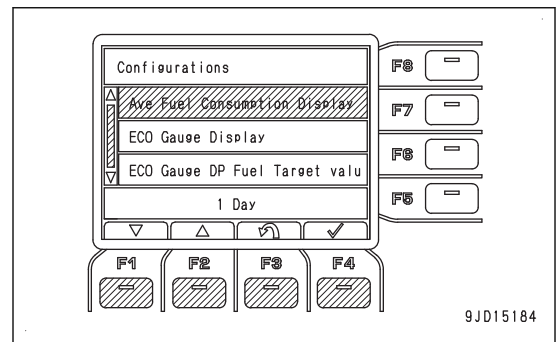 Configurations
F8
Ave Fuel Consumption Display
F7
ECO Gauge Display
F6
ECO Gauge DP Fuel Target valu
1 Day
F5
F1 F2 F3 F4
9JD15184